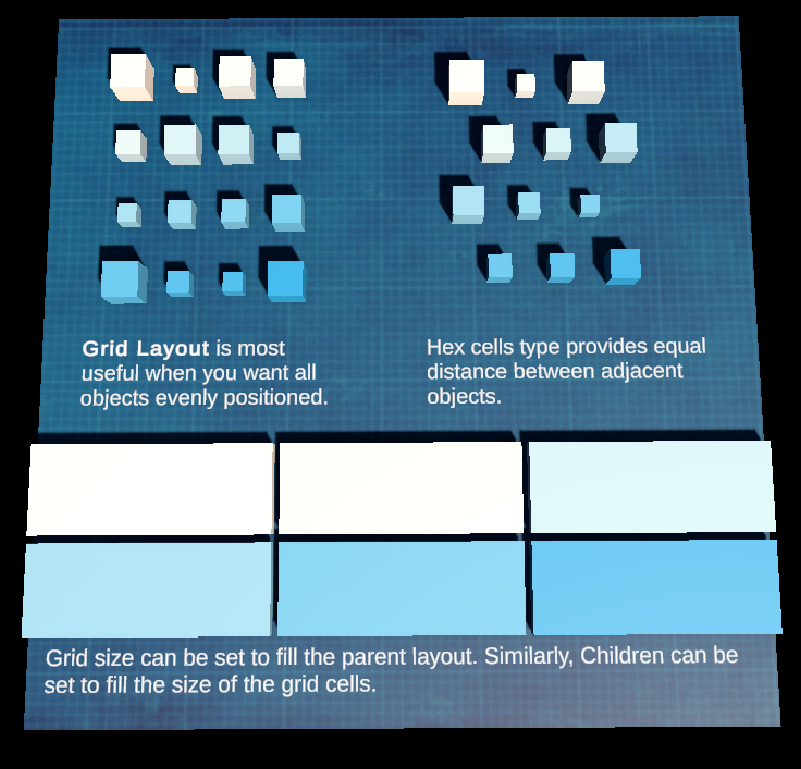 Grid Layout is most
useful when you want all
objects evenly positioned.
Hex cells type provides equal
distance between adjacent
objects.
Grid size can be set to fill the parent layout. Similarly, Children can be
set to fill the size of the grid cells.